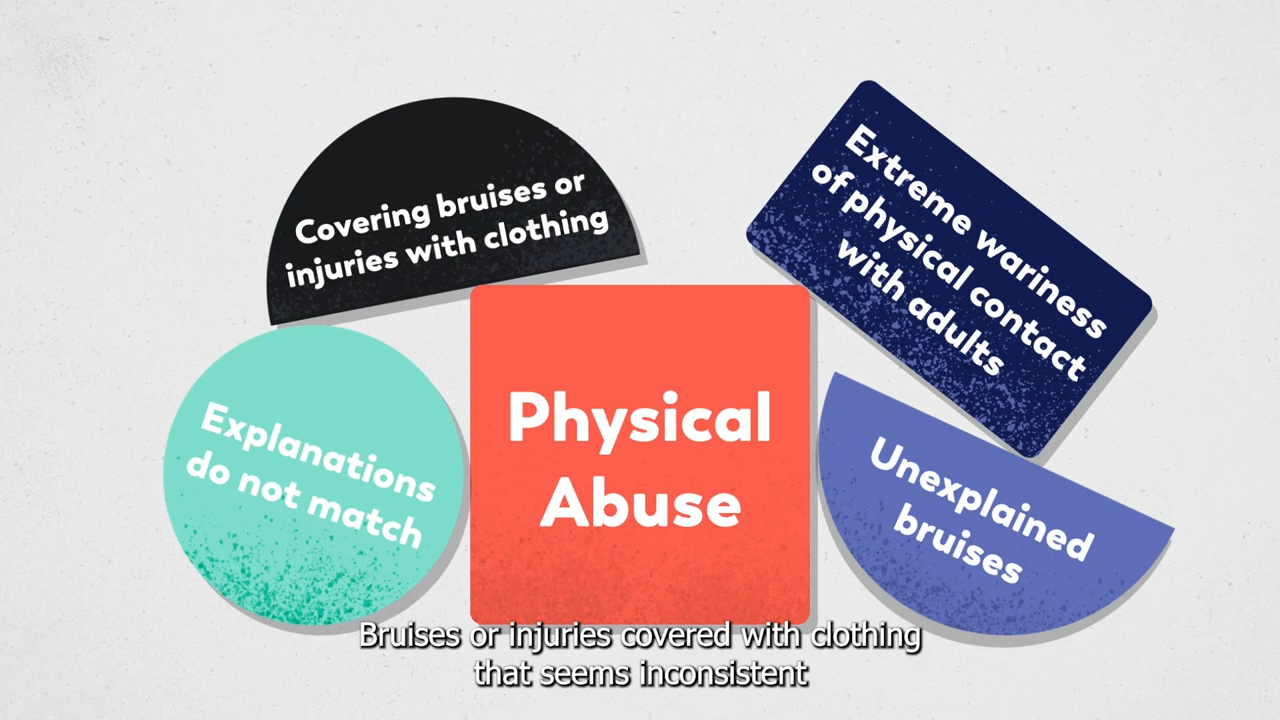 Covering bruises or
injuries with clothing
Extreme wariness
of physical contact
with adults
Explanations
do not match
Physical
Abuse
Unexplained
bruises
Bruises or injuries covered with clothing
that seems inconsistent